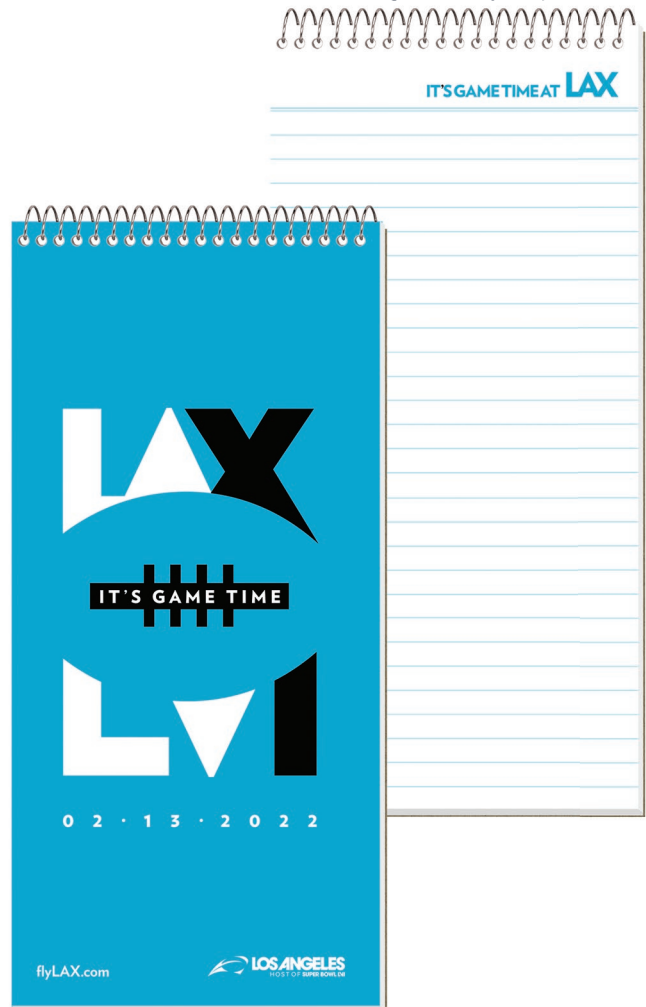 IT'S GAME TIME AT LAX
LAX
IT'S GAME TIME
LVI
02·13·2022
flyLAX.com
LOS ANGELES
HOST OF SUPER BOWL LVI